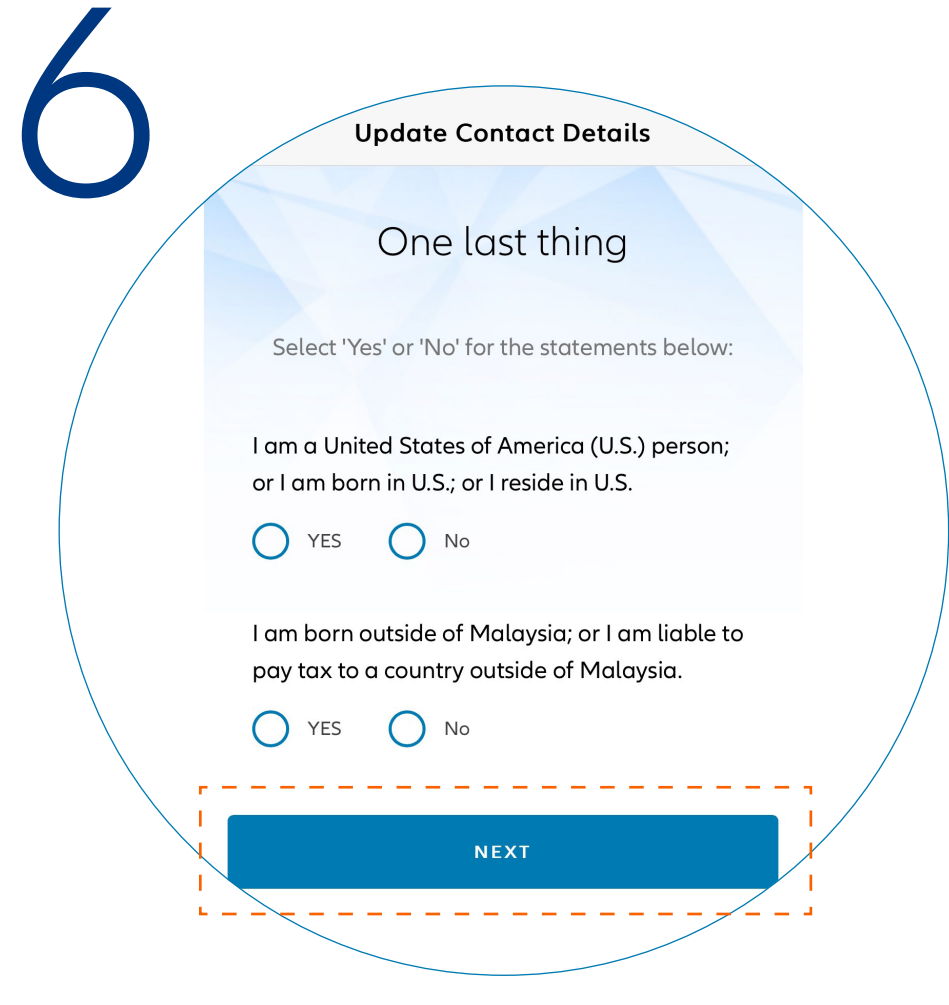 6
Update Contact Details
One last thing
Select 'Yes' or 'No' for the statements below:
I am a United States of America (U.S.) person;
or I am born in U.S.; or I reside in U.S.
YES No
I am born outside of Malaysia; or I am liable to
pay tax to a country outside of Malaysia.
YES No
NEXT